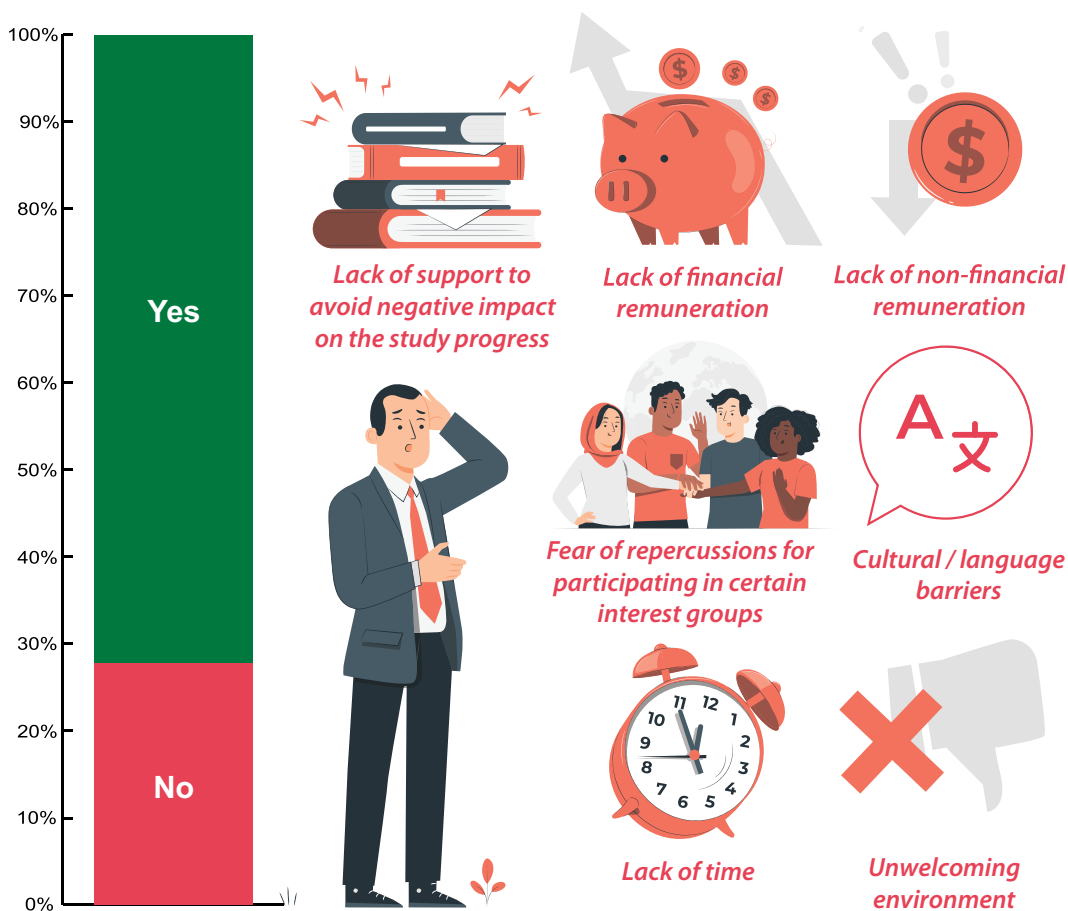 100%
90%
80%
70%
60%
50%
40%
30%
20%
10%
0%
Yes
No
$
$
$
$
Lack of support to
avoid negative impact
on the study progress
Lack of financial
remuneration
Lack of non-financial
remuneration
A文
Fear of repercussions for
participating in certain
interest groups
Cultural / language
barriers
11 12 1 2 3 4 5 6 7 8 9 10
Lack of time
Unwelcoming
environment